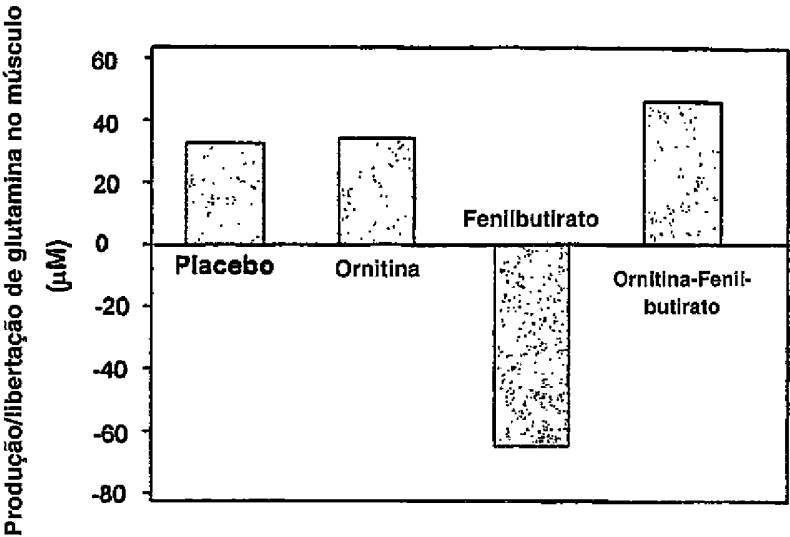 Produção/libertação de glutamina no músculo
(µM)
60
40
20
0
-20
-40
-60
-80
Placebo
Ornitina
Fenilbutirato
Ornitina-Fenil-
butirato